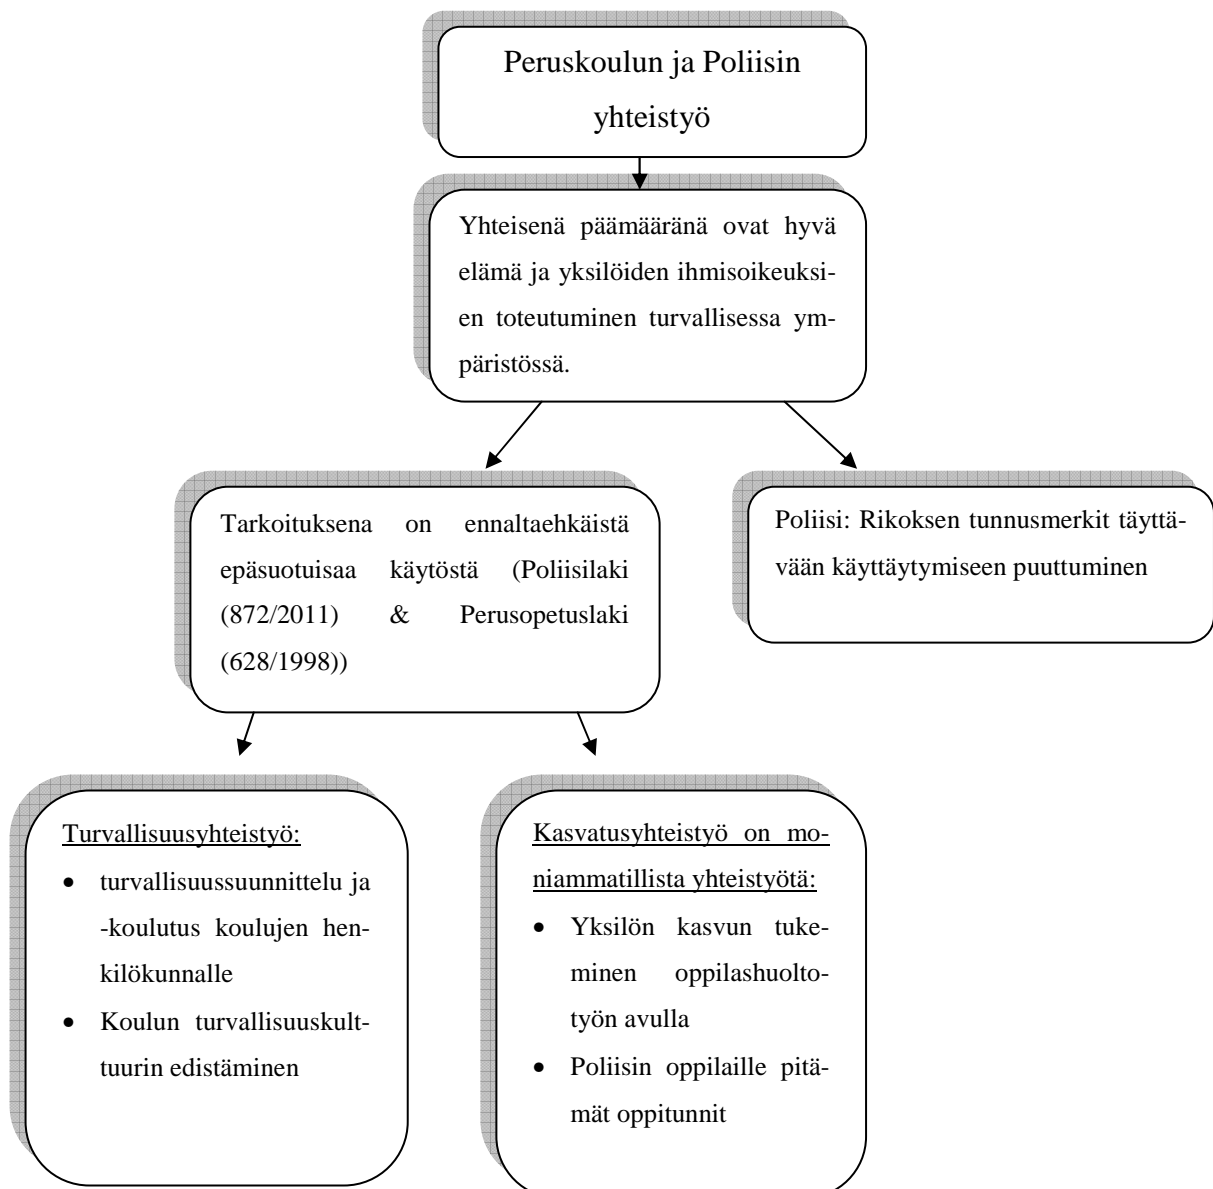 Peruskoulun ja Poliisin
yhteistyö
Yhteisenä päämääränä ovat hyvä
elämä ja yksilöiden ihmisoikeuksi-
en toteutuminen turvallisessa ym-
päristössä.
Tarkoituksena on ennaltaehkäistä
epäsuotuisaa käytöstä (Poliisilaki
(872/2011) & Perusopetuslaki
(628/1998))
Poliisi: Rikoksen tunnusmerkit täyttä-
vään käyttäytymiseen puuttuminen
Turvallisuusyhteistyö:
• turvallisuussuunnittelu ja
-koulutus koulujen hen-
kilökunnalle
• Koulun turvallisuuskult-
tuurin edistäminen
Kasvatusyhteistyö on mo-
niammatillista yhteistyötä:
• Yksilön kasvun tuke-
minen oppilashuolto-
työn avulla
• Poliisin oppilaille pitä-
mät oppitunnit